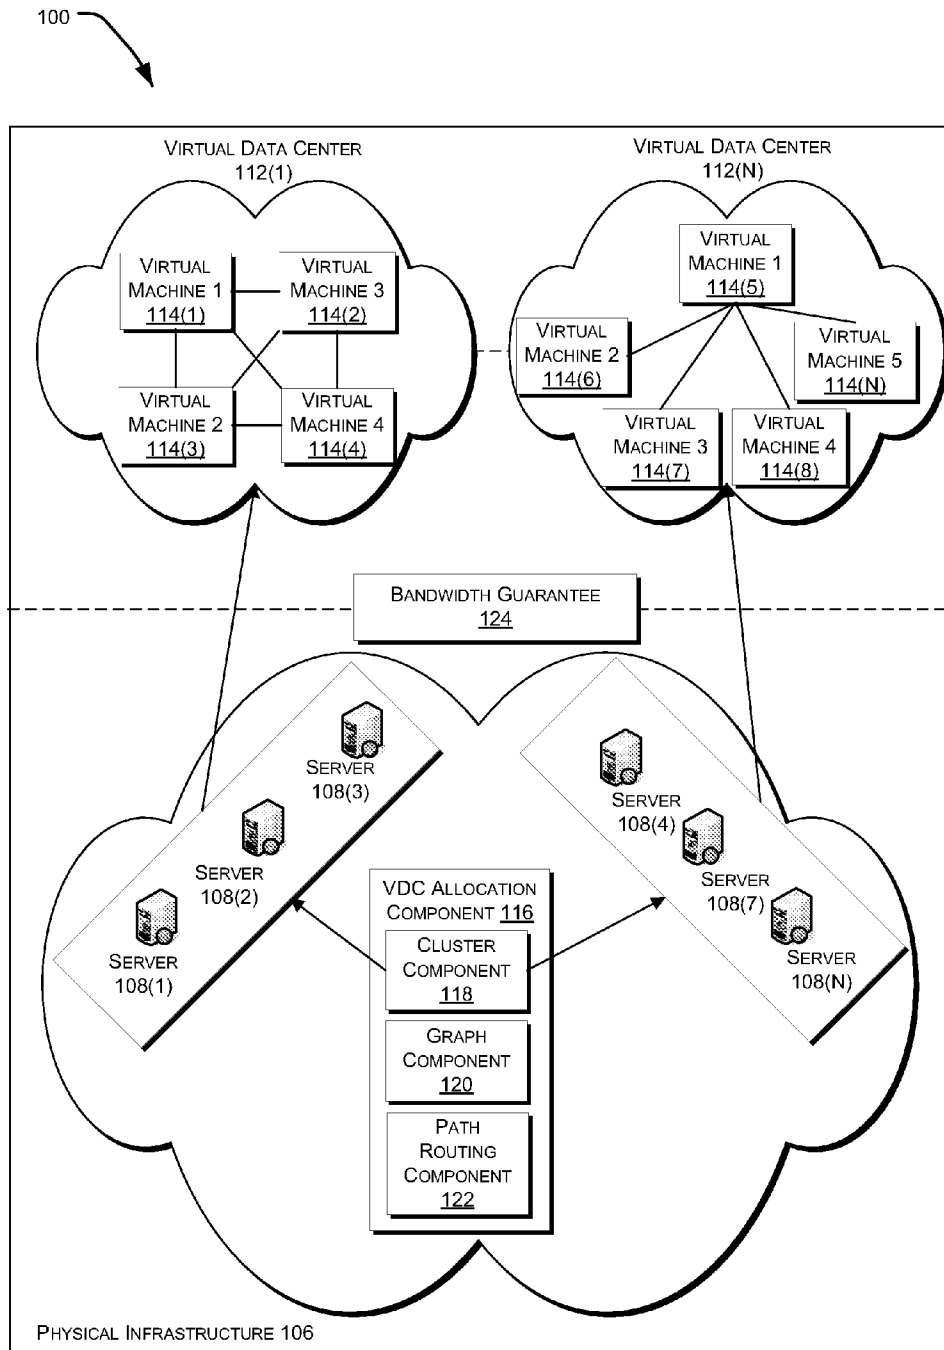 100
VIRTUAL DATA CENTER
112(1)
VIRTUAL DATA CENTER
112(N)
VIRTUAL
MACHINE 1
114(1)
VIRTUAL
MACHINE 3
114(2)
VIRTUAL
MACHINE 2
114(3)
VIRTUAL
MACHINE 4
114(4)
VIRTUAL
MACHINE 1
114(5)
VIRTUAL
MACHINE 2
114(6)
VIRTUAL
MACHINE 5
114(N)
VIRTUAL
MACHINE 3
114(7)
VIRTUAL
MACHINE 4
114(8)
BANDWIDTH GUARANTEE
124
SERVER
108(3)
SERVER
108(2)
SERVER
108(1)
SERVER
108(4)
SERVER
108(7)
SERVER
108(N)
VDC ALLOCATION
COMPONENT 116
CLUSTER
COMPONENT
118
GRAPH
COMPONENT
120
PATH
ROUTING
COMPONENT
122
PHYSICAL INFRASTRUCTURE 106